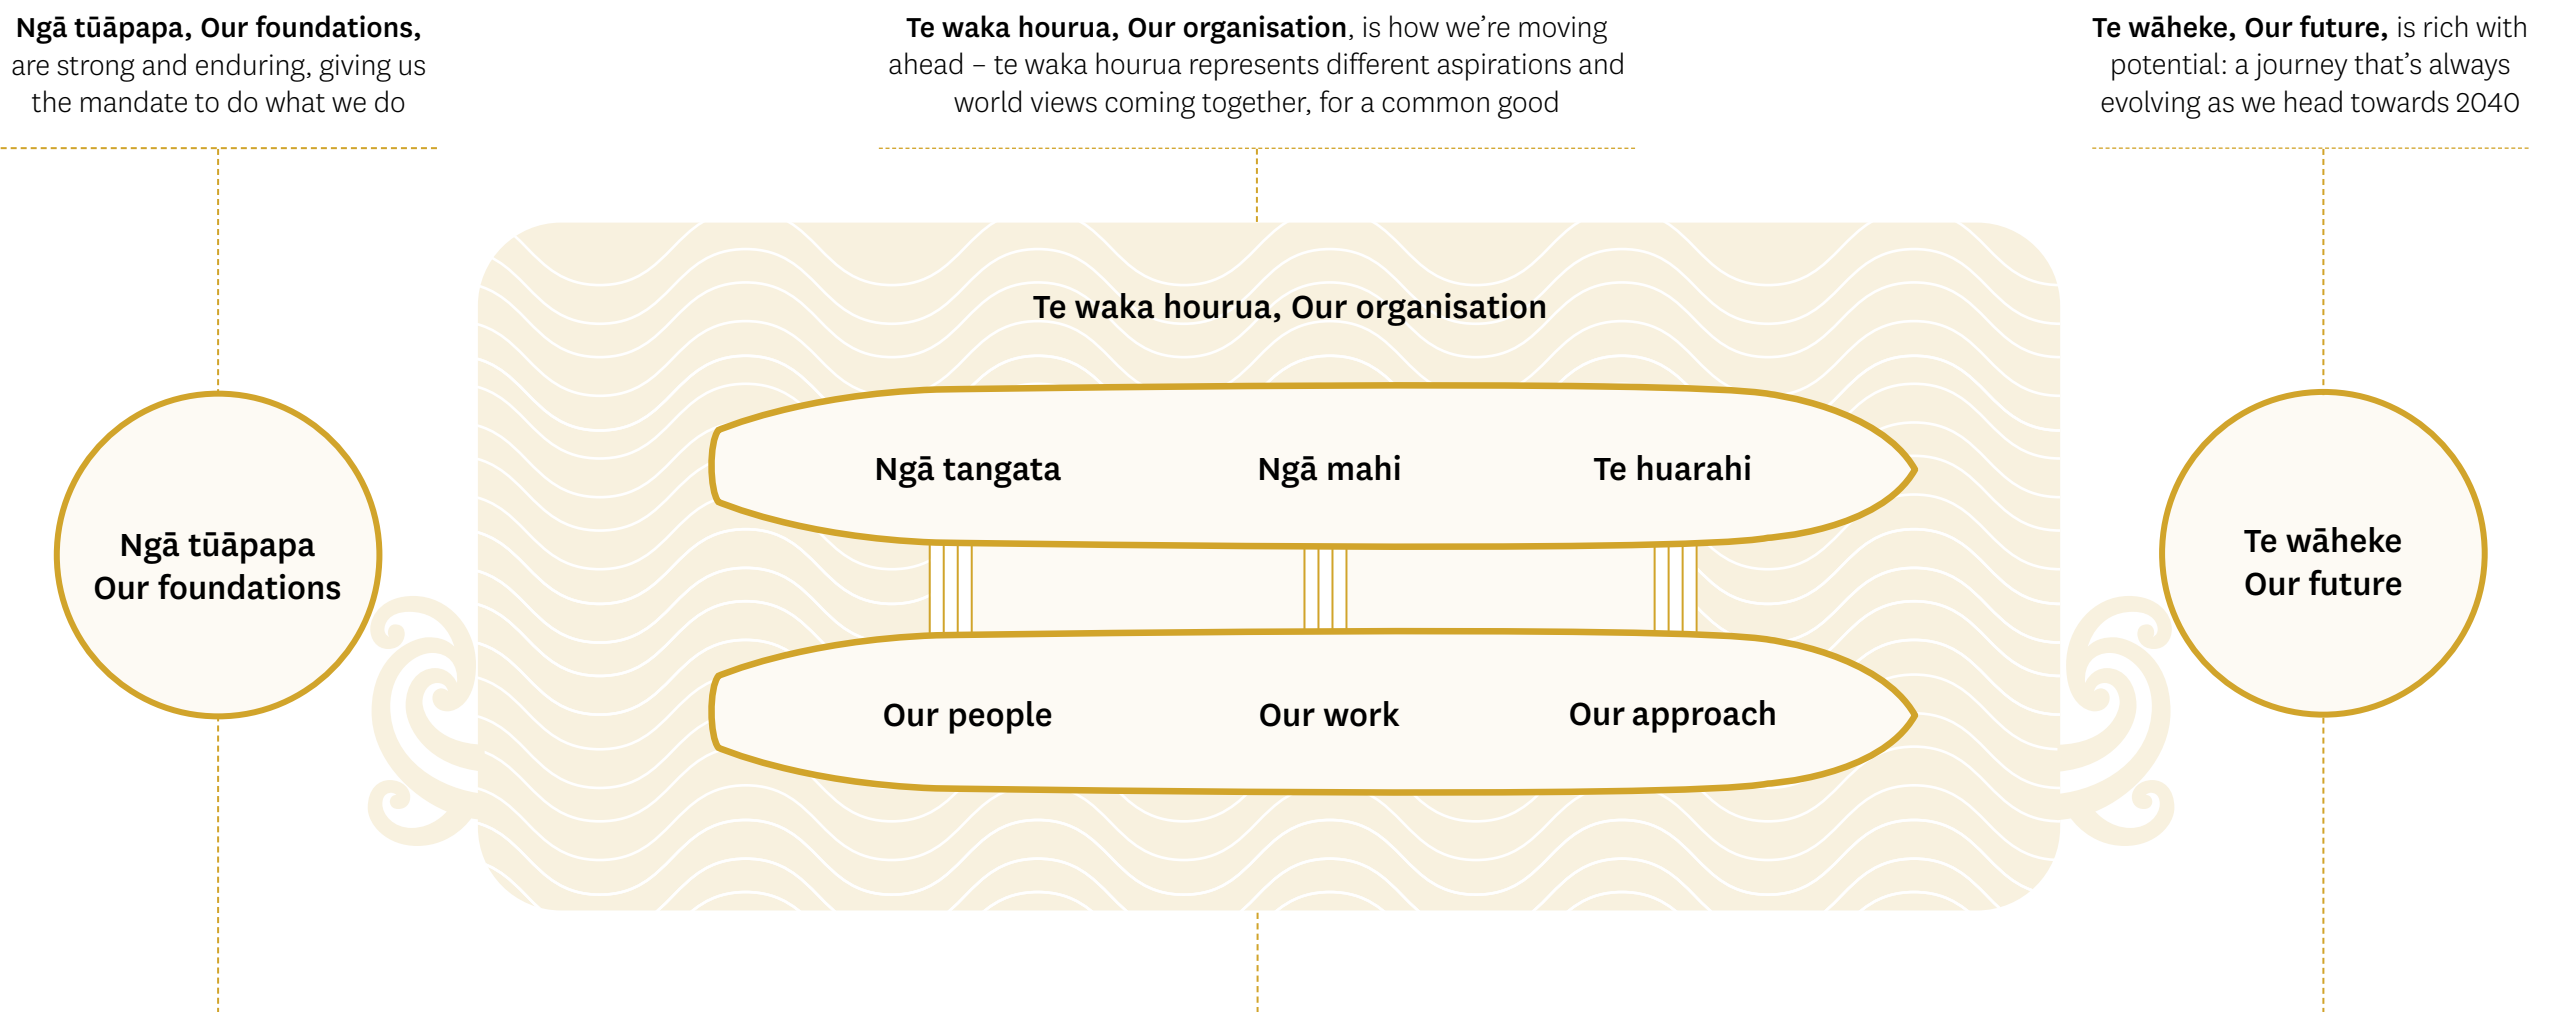 Ngā tūāpapa, Our foundations,
are strong and enduring, giving us
the mandate to do what we do
Te waka hourua, Our organisation, is how we’re moving
ahead – te waka hourua represents different aspirations and
world views coming together, for a common good
Te wāheke, Our future, is rich with
potential: a journey that’s always
evolving as we head towards 2040
Te waka hourua, Our organisation
Ngā tangata
Ngā mahi
Te huarahi
Ngā tūāpapa
Our foundations
Te wāheke
Our future
Our people
Our work
Our approach